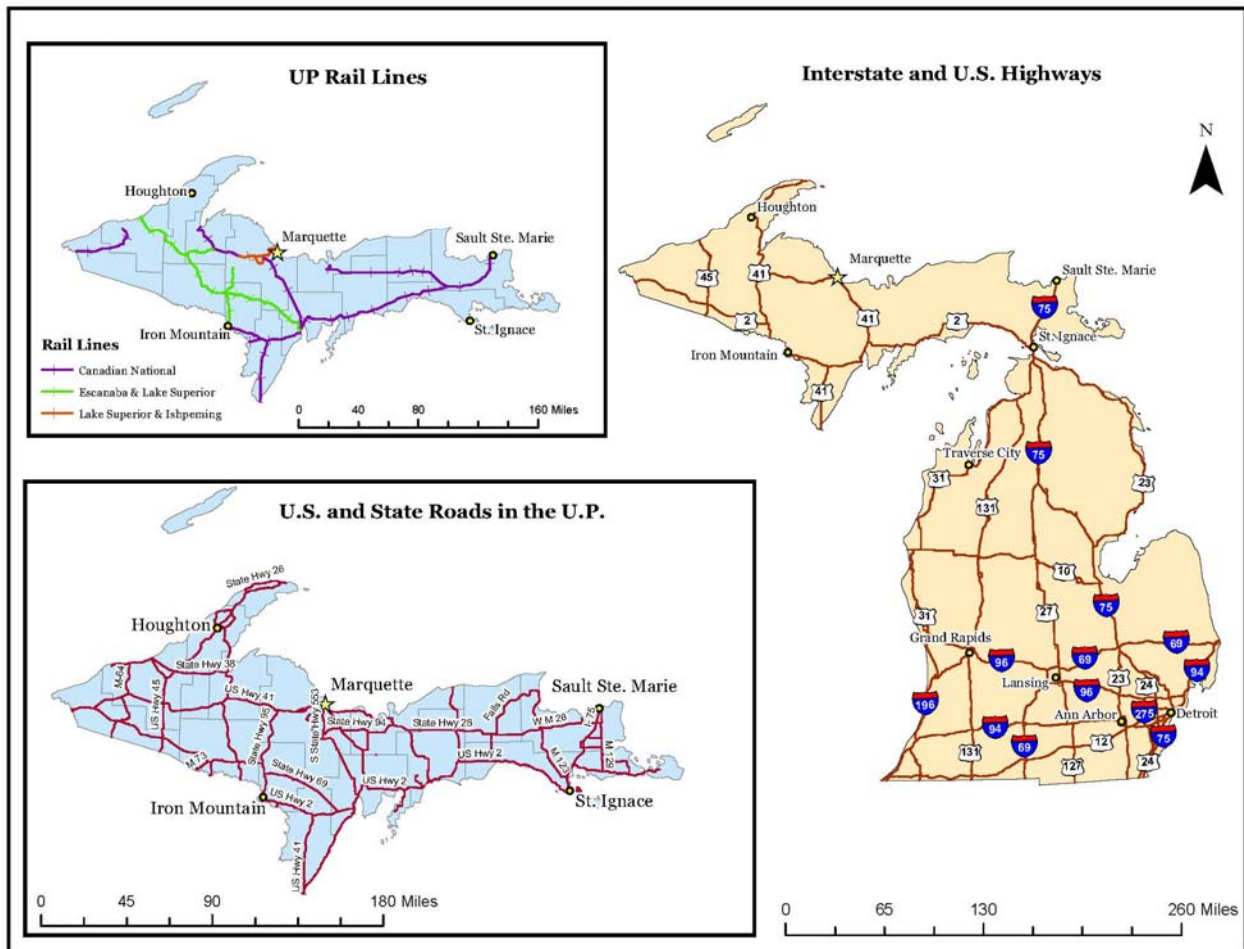 UP Rail Lines
Houghton
Marquette
Sault Ste. Marie
Iron Mountain
St. Ignace
Rail Lines
Canadian National
Escanaba & Lake Superior
Lake Superior & Ishpeming
0 40 80 160 Miles
Interstate and U.S. Highways
N
Houghton
Marquette
Sault Ste. Marie
45
41
75
2
41
2
St. Ignace
Iron Mountain
41
Traverse City
75
31
23
131
10
75
27
31
Grand Rapids
69
96
69
94
Lansing
96
23
24
196
Ann Arbor
275
Detroit
94
69
12
75
131
127
24
0 65 130 260 Miles
U.S. and State Roads in the U.P.
State Hwy 26
Houghton
State Hwy 38
M-64
US Hwy 45
US Hwy 41
Marquette
Sault Ste. Marie
State Hwy 95
S State Hwy 553
State Hwy 94
State Hwy 28
Falls Rd
W M 28
I-75
M 129
M 123
US Hwy 2
M 73
State Hwy 69
US Hwy 2
US Hwy 2
Iron Mountain
St. Ignace
US Hwy 41
0 45 90 180 Miles